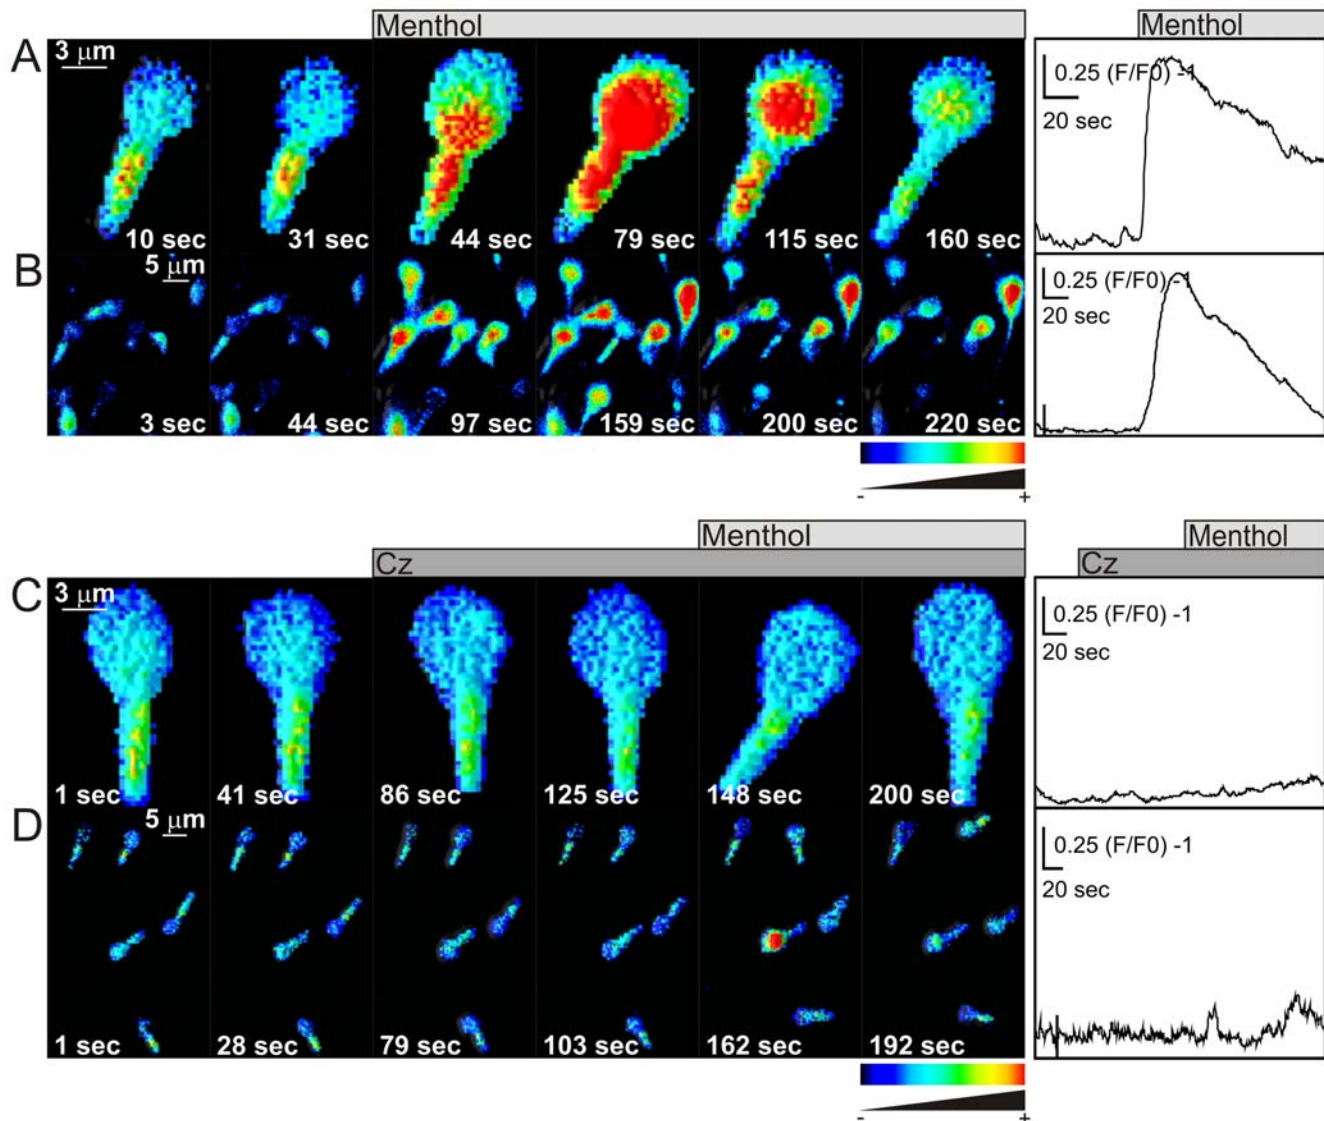 Menthol
Menthol
A
3 μm
10 sec
31 sec
44 sec
79 sec
115 sec
160 sec
0.25 (F/F0) -1
20 sec
B
5 μm
3 sec
44 sec
97 sec
159 sec
200 sec
220 sec
0.25 (F/F0) -1
20 sec
- +
Menthol
Menthol
Cz
Cz
C
3 μm
1 sec
41 sec
86 sec
125 sec
148 sec
200 sec
0.25 (F/F0) -1
20 sec
D
5 μm
1 sec
28 sec
79 sec
103 sec
162 sec
192 sec
0.25 (F/F0) -1
20 sec
- +